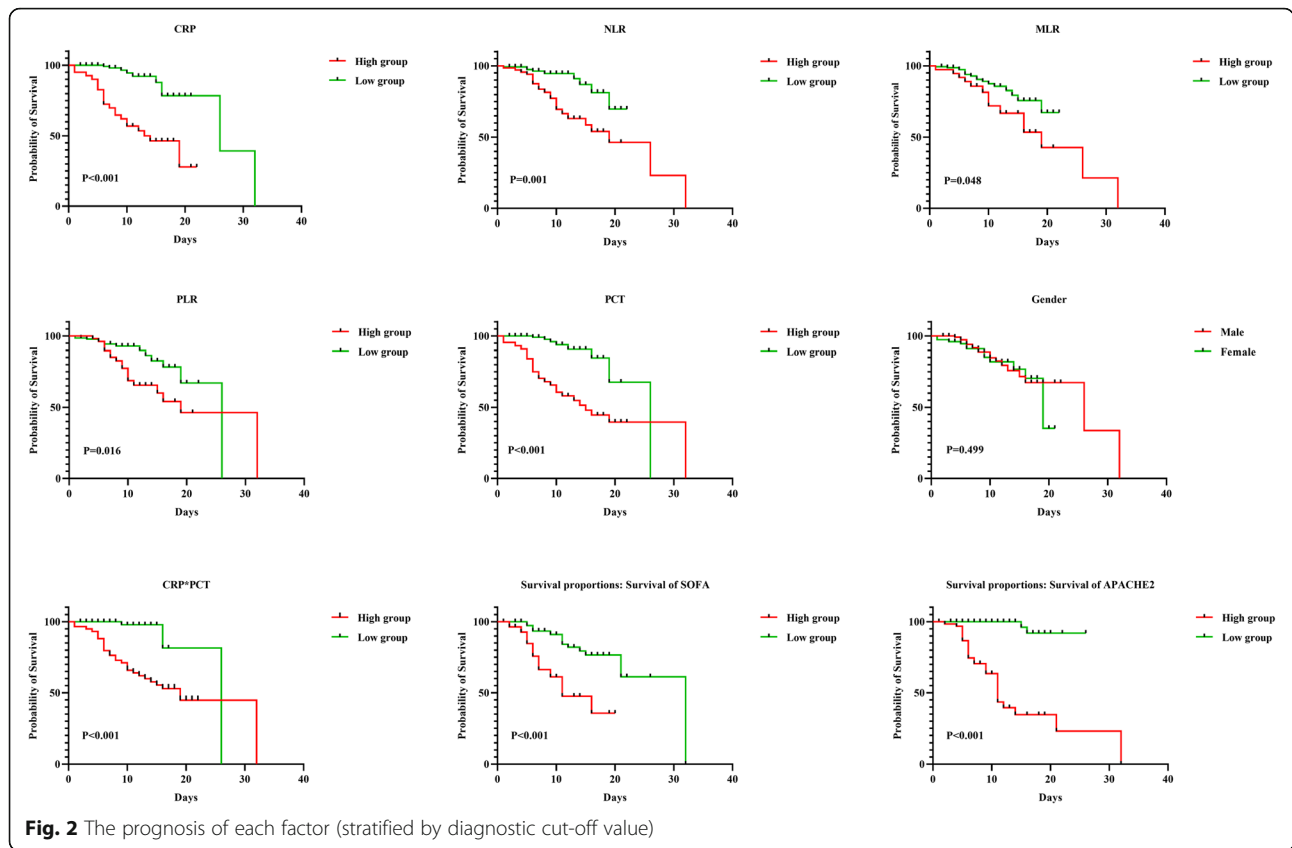 CRP
Probability of Survival
100
50
0
0 10 20 30 40
Days
P<0.001
High group
Low group
NLR
Probability of Survival
100
50
0
0 10 20 30 40
Days
P=0.001
High group
Low group
MLR
Probability of Survival
100
50
0
0 10 20 30 40
Days
P=0.048
High group
Low group
PLR
Probability of Survival
100
50
0
0 10 20 30 40
Days
P=0.016
High group
Low group
PCT
Probability of Survival
100
50
0
0 10 20 30 40
Days
P<0.001
High group
Low group
Gender
Probability of Survival
100
50
0
0 10 20 30 40
Days
P=0.499
Male
Female
CRP*PCT
Probability of Survival
100
50
0
0 10 20 30 40
Days
P<0.001
High group
Low group
Survival proportions: Survival of SOFA
Probability of Survival
100
50
0
0 10 20 30 40
Days
P<0.001
High group
Low group
Survival proportions: Survival of APACHE2
Probability of Survival
100
50
0
0 10 20 30 40
Days
P<0.001
High group
Low group
Fig. 2 The prognosis of each factor (stratified by diagnostic cut-off value)